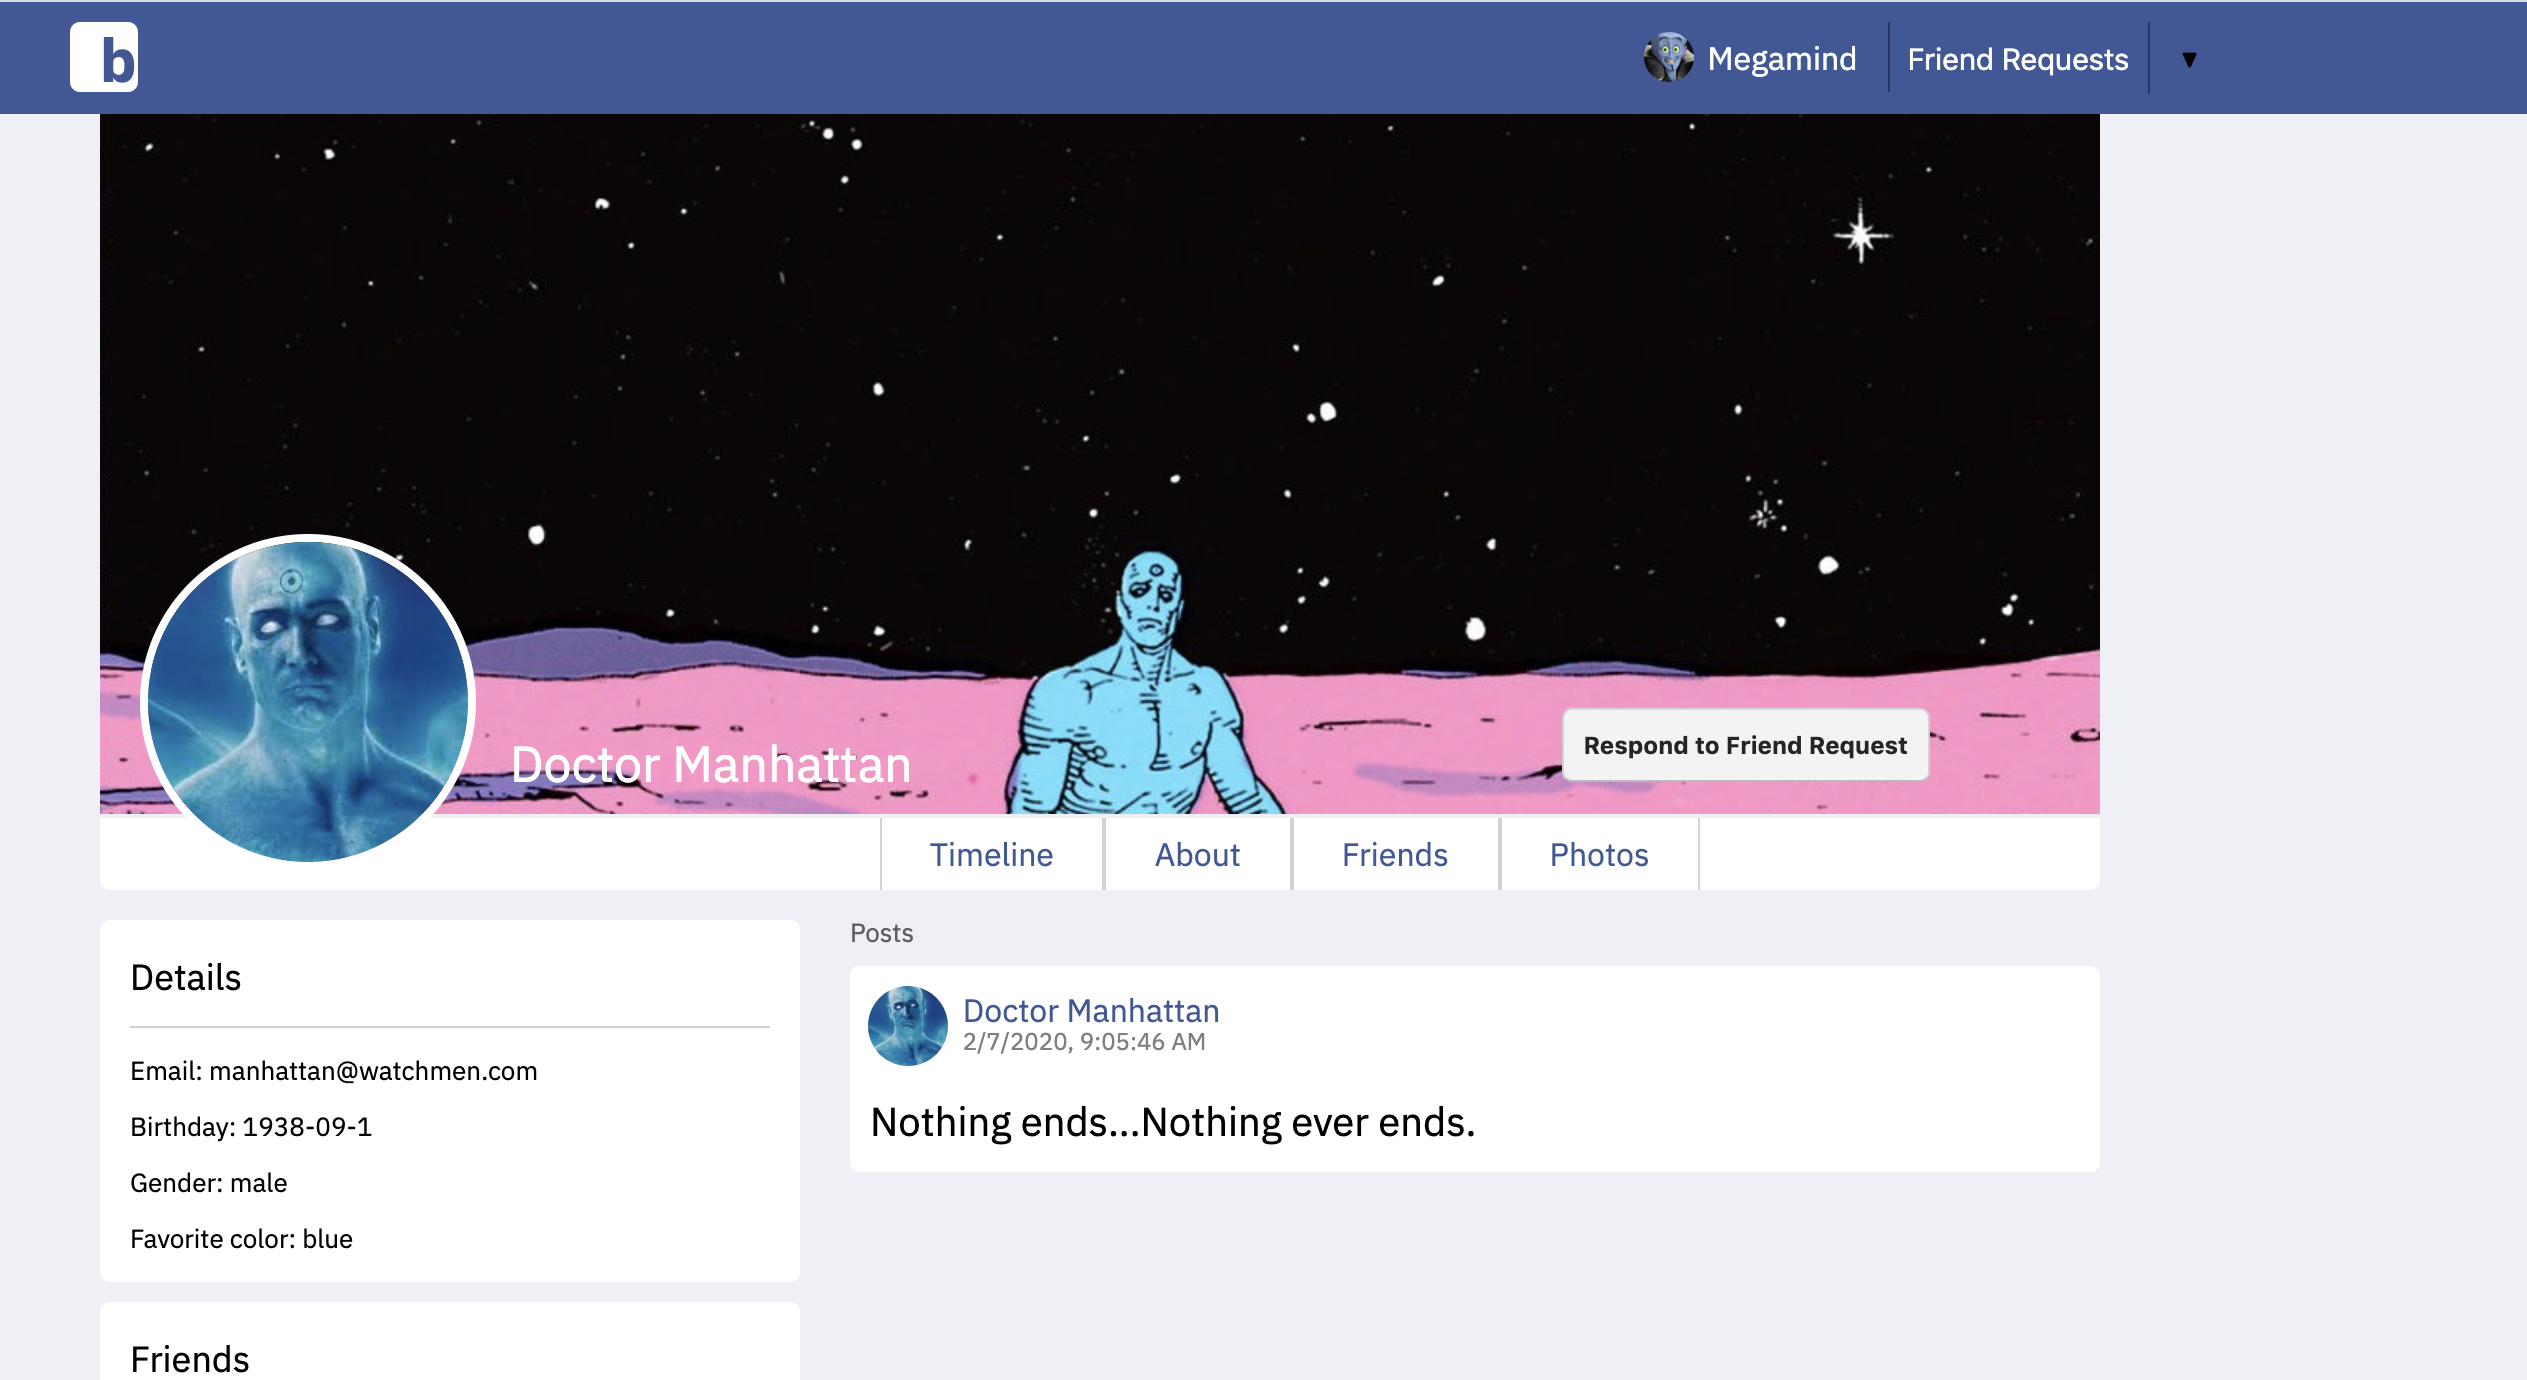 b
Megamind
Friend Requests
▼
Doctor Manhattan
Respond to Friend Request
Timeline
About
Friends
Photos
Details
Email: manhattan@watchmen.com
Birthday: 1938-09-1
Gender: male
Favorite color: blue
Friends
Posts
Doctor Manhattan
2/7/2020, 9:05:46 AM
Nothing ends...Nothing ever ends.